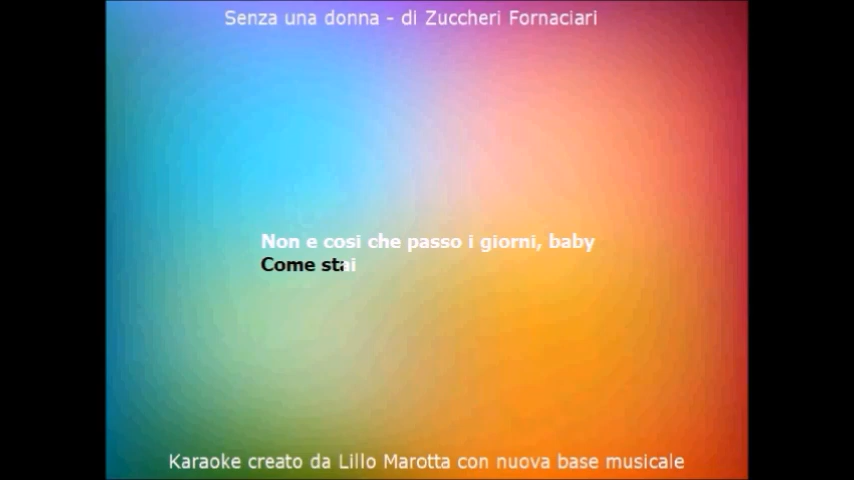 Senza una donna - di Zuccheri Fornaciari
Non e cosi che passo i giorni, baby
Come stai
Karaoke creato da Lillo Marotta con nuova base musicale